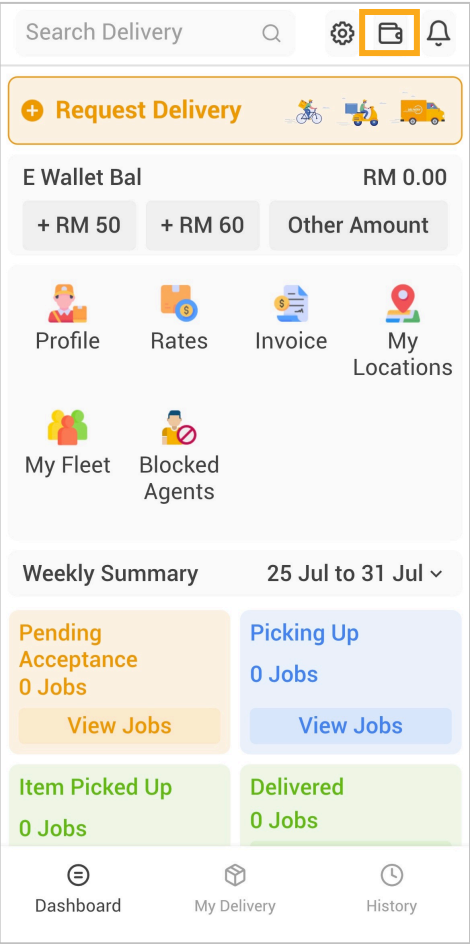 Search Delivery
Request Delivery
E Wallet Bal RM 0.00
+ RM 50 + RM 60 Other Amount
Profile Rates Invoice My
Locations
My Fleet Blocked
Agents
Weekly Summary 25 Jul to 31 Jul
Pending
Acceptance
0 Jobs
View Jobs
Picking Up
0 Jobs
View Jobs
Item Picked Up
0 Jobs
Delivered
0 Jobs
Dashboard My Delivery History